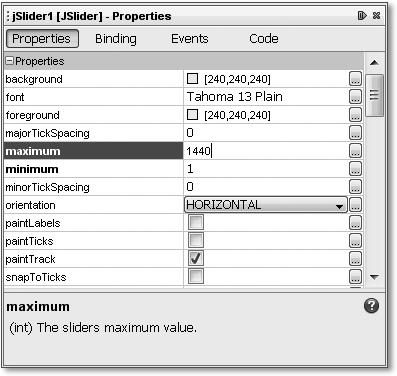 jSlider1 [JSlider] - Properties
Properties Binding Events Code
Properties
background [240,240,240] ...
font Tahoma 13 Plain ...
foreground [240,240,240] ...
majorTickSpacing 0 ...
maximum 1440 ...
minimum 1 ...
minorTickSpacing 0 ...
orientation HORIZONTAL ...
paintLabels ...
paintTicks ...
paintTrack ...
snapToTicks ...
maximum ?
(int) The sliders maximum value.